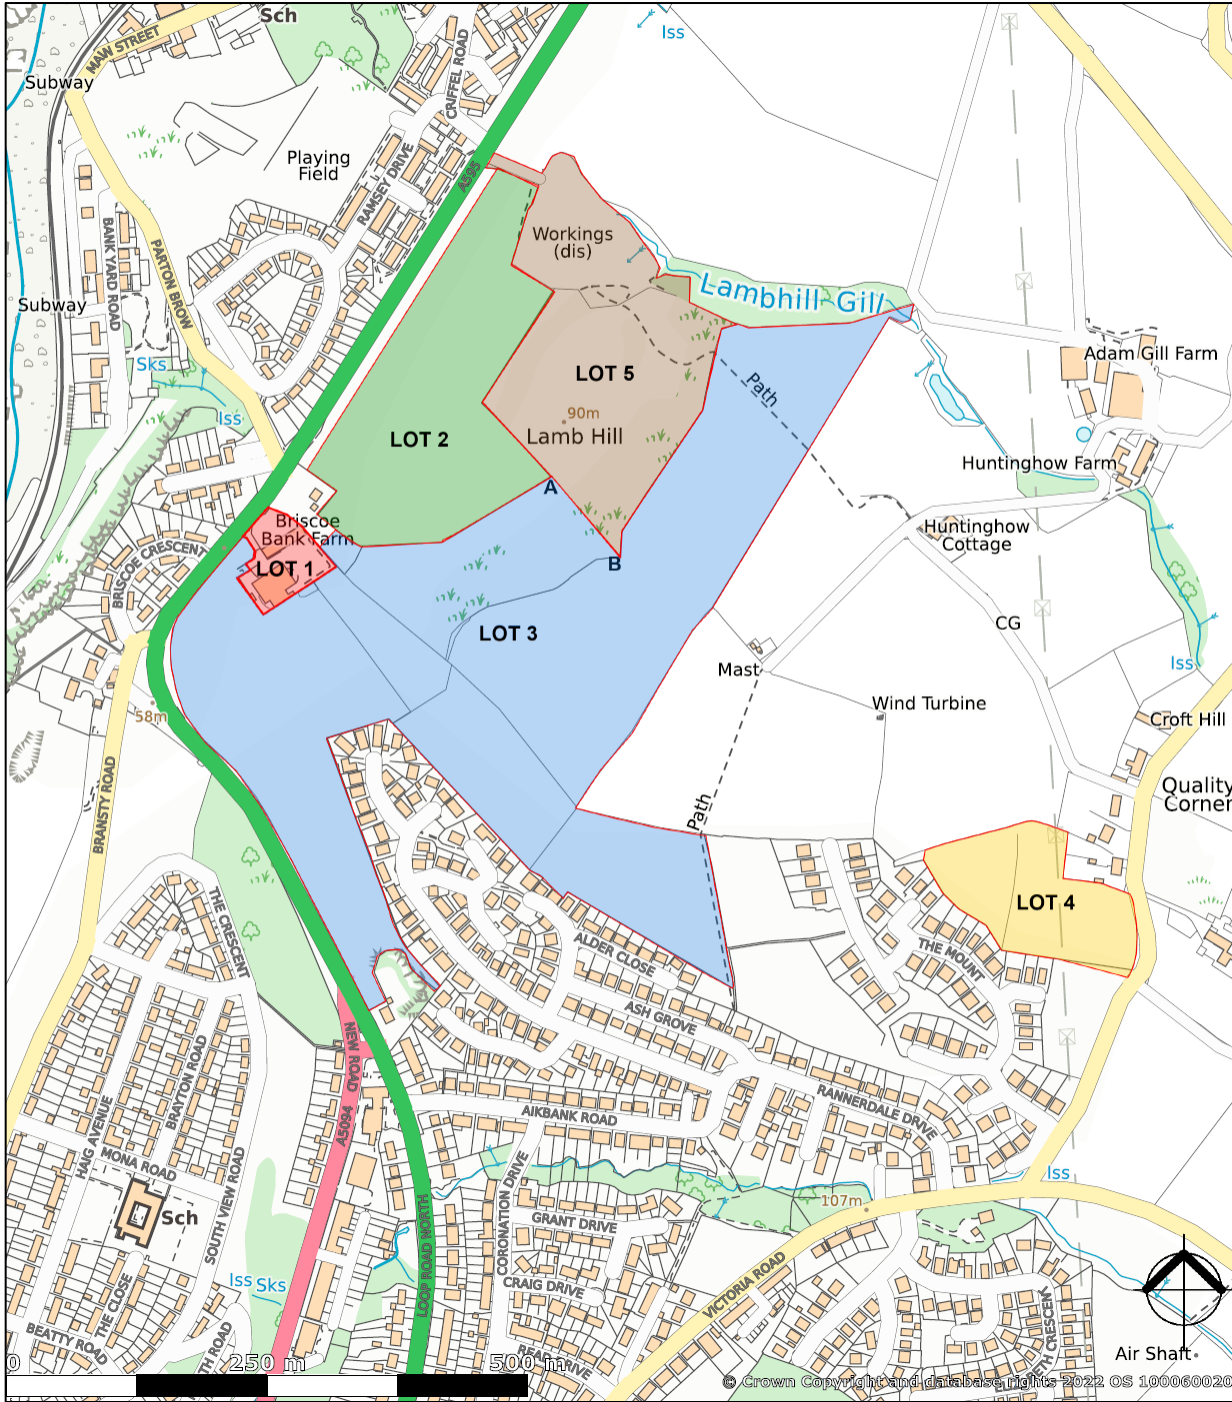 Sch
Iss
MAIN STREET
Subway
CRIFFEL ROAD
Playing
Field
RAMSEY DRIVE
A595
BANK YARD ROAD
PARTON BROW
Workings
(dis)
Lambhill Gill
Subway
Sks
Iss
Adam Gill Farm
LOT 5
Path
90m
Lamb Hill
LOT 2
Huntinghow Farm
A
Briscoe
Bank Farm
Huntinghow
Cottage
BRISCOE CRESCENT
LOT 1
B
LOT 3
CG
Iss
Mast
Wind Turbine
58m
Croft Hill
BRANSTY ROAD
Quality
Corner
Path
LOT 4
THE CRESCENT
ALDER CLOSE
THE MOUNT
ASH GROVE
NEW ROAD
A5094
BRAYTON ROAD
HAIG AVENUE
AIKBANK ROAD
RANNERDALE DRIVE
MONA ROAD
Iss
SOUTH VIEW ROAD
Sch
107m
CORONATION DRIVE
GRANT DRIVE
LOOP ROAD NORTH
VICTORIA ROAD
Iss
Sks
CRAIG DRIVE
THE CLOSE
BEATTY ROAD
TH ROAD
READ DRIVE
Air Shaft
0
250 m
500 m
© Crown Copyright and database rights 2022 OS 100060020